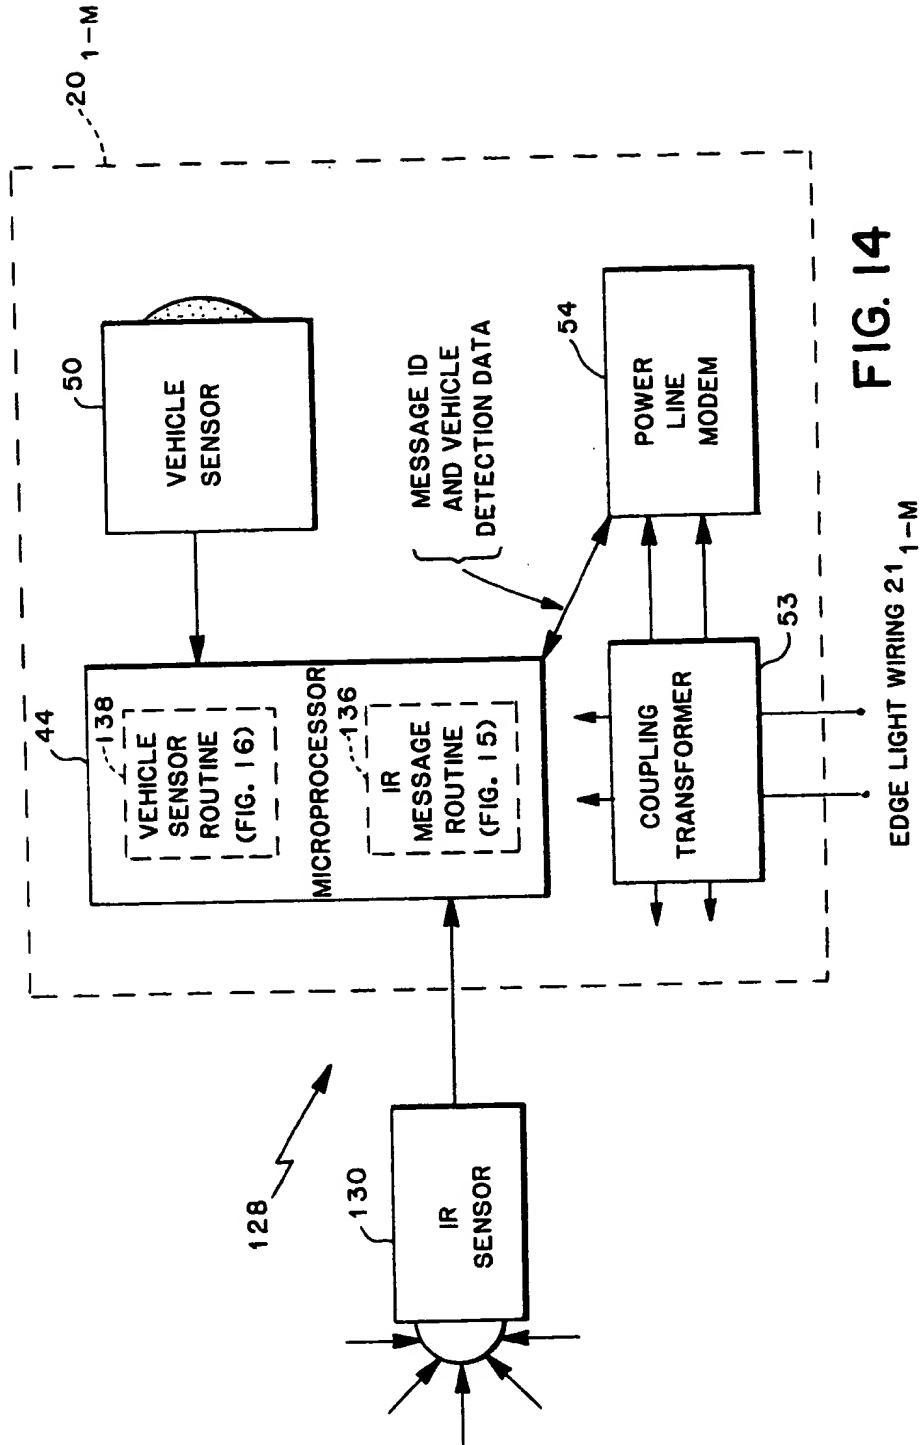 20 1-M
50
VEHICLE
SENSOR
44
138
VEHICLE
SENSOR
ROUTINE
(FIG. 16)
MICROPROCESSOR
136
IR
MESSAGE
ROUTINE
(FIG. 15)
MESSAGE ID
AND VEHICLE
DETECTION DATA
54
POWER
LINE
MODEM
53
COUPLING
TRANSFORMER
128
130
IR
SENSOR
EDGE LIGHT WIRING 21 1-M
FIG. 14